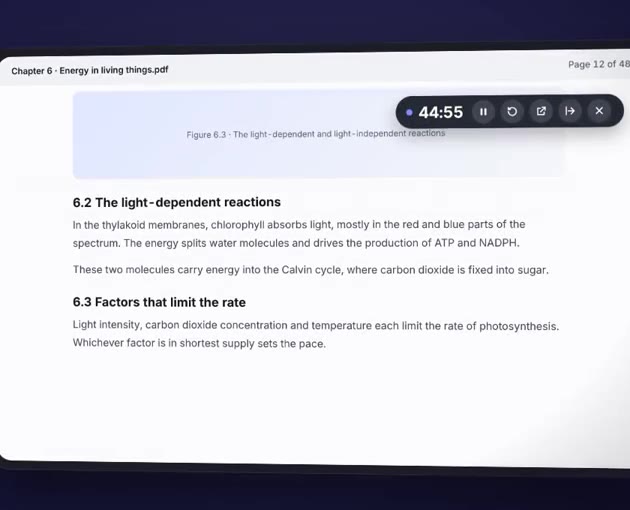 Chapter 6 · Energy in living things.pdf
Page 12 of 48
44:55
Figure 6.3 · The light-dependent and light-independent reactions
6.2 The light-dependent reactions
In the thylakoid membranes, chlorophyll absorbs light, mostly in the red and blue parts of the
spectrum. The energy splits water molecules and drives the production of ATP and NADPH.
These two molecules carry energy into the Calvin cycle, where carbon dioxide is fixed into sugar.
6.3 Factors that limit the rate
Light intensity, carbon dioxide concentration and temperature each limit the rate of photosynthesis.
Whichever factor is in shortest supply sets the pace.